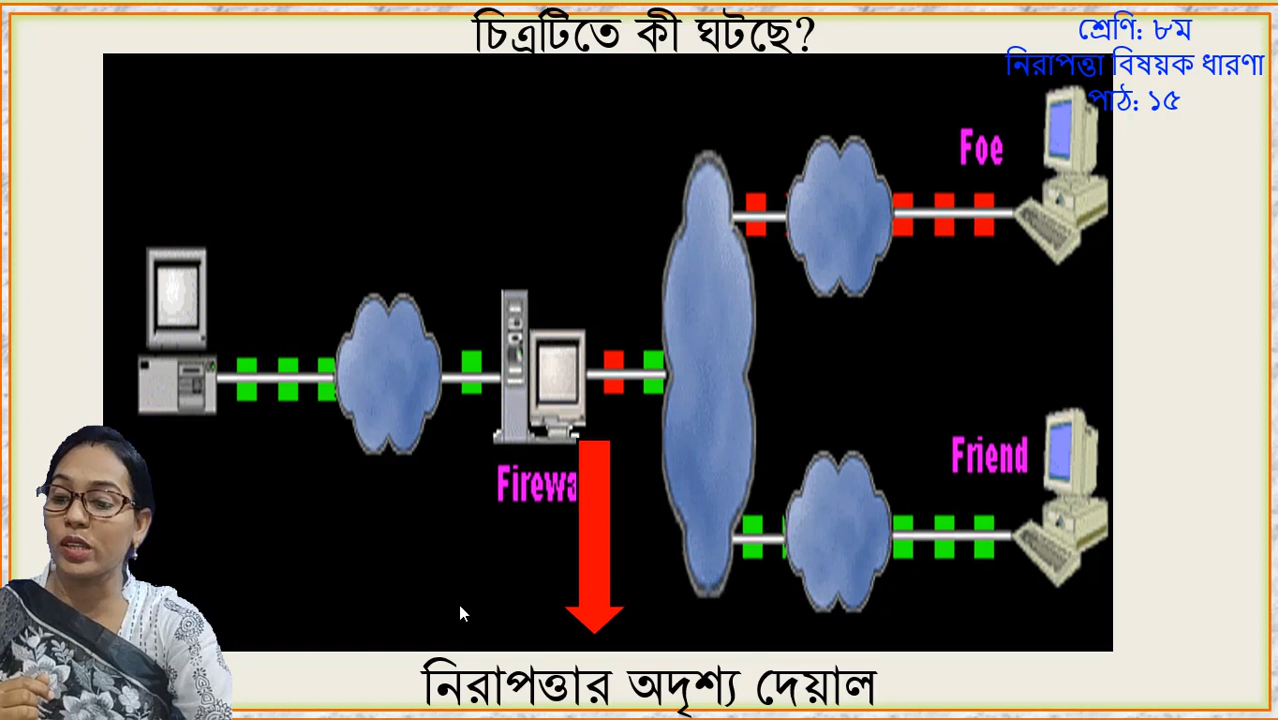 চিত্রটিতে কী ঘটছে?
শ্রেণি: ৮ম
নিরাপত্তা বিষয়ক ধারণা
পাঠ: ১৫
Foe
Friend
Firewa
নিরাপত্তার অদৃশ্য দেয়াল